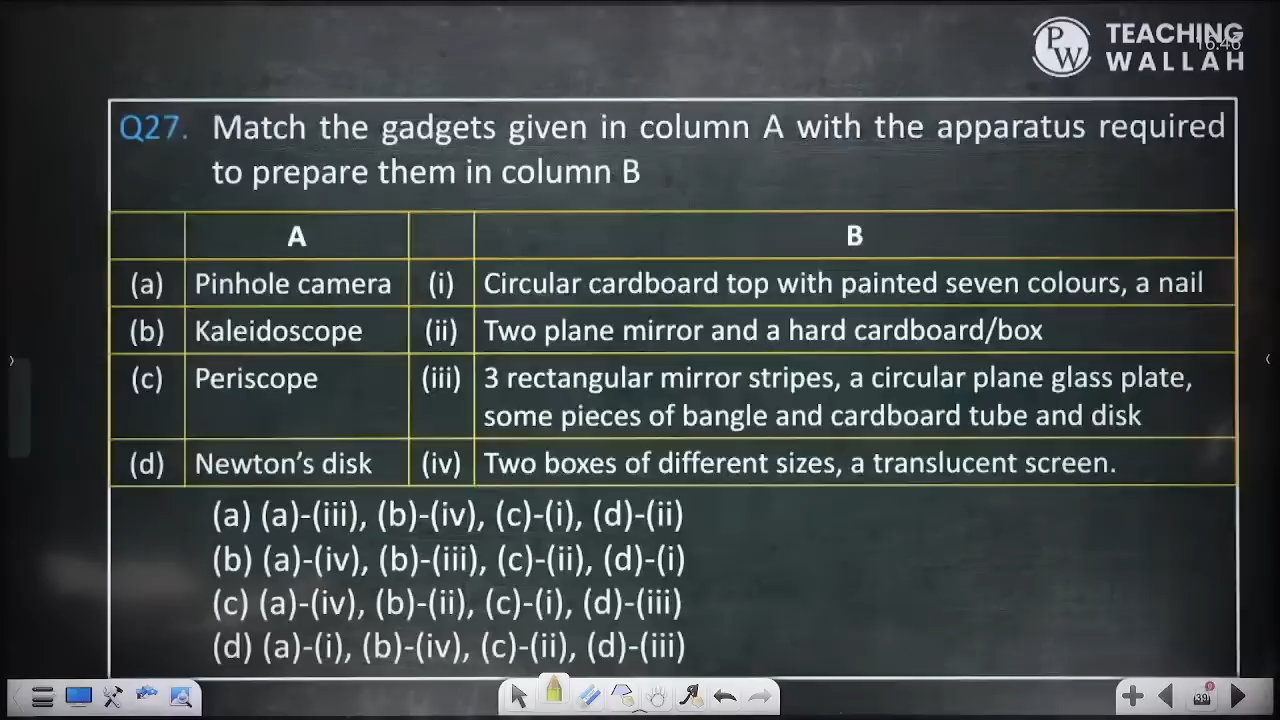 PW TEACHING
16:46
WALLAH
Q27. Match the gadgets given in column A with the apparatus required
to prepare them in column B
A B
(a) Pinhole camera (i) Circular cardboard top with painted seven colours, a nail
(b) Kaleidoscope (ii) Two plane mirror and a hard cardboard/box
(c) Periscope (iii) 3 rectangular mirror stripes, a circular plane glass plate,
some pieces of bangle and cardboard tube and disk
(d) Newton’s disk (iv) Two boxes of different sizes, a translucent screen.
(a) (a)-(iii), (b)-(iv), (c)-(i), (d)-(ii)
(b) (a)-(iv), (b)-(iii), (c)-(ii), (d)-(i)
(c) (a)-(iv), (b)-(ii), (c)-(i), (d)-(iii)
(d) (a)-(i), (b)-(iv), (c)-(ii), (d)-(iii)
39